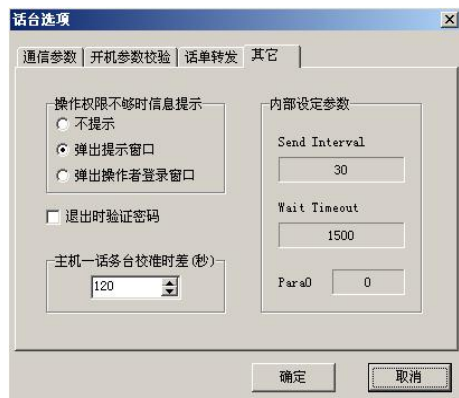 话台选项
通信参数 开机参数校验 话单转发 其它
操作权限不够时信息提示
不提示
弹出提示窗口
弹出操作者登录窗口
退出时验证密码
主机—话务台校准时差(秒)
120
内部设定参数
Send Interval
30
Wait Timeout
1500
Para0 0
确定 取消